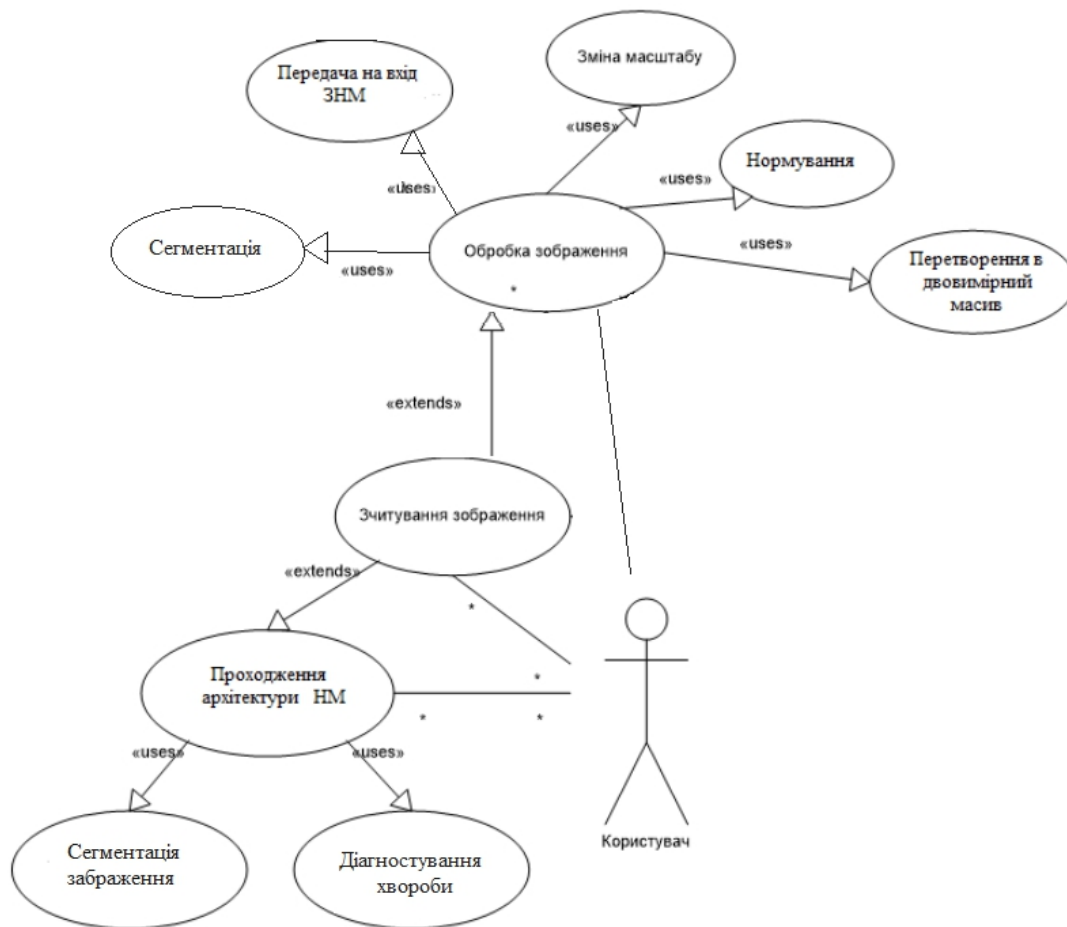 Зміна масштабу
Передача на вхід
ЗНМ
«uses»
«uses»
Нормування
«uses»
Сегментація
«uses»
Обробка зображення
*
«uses»
Перетворення в
двовимірний
масив
«extends»
Зчитування зображення
«extends»
*
*
Проходження
архітектури НМ
*
*
«uses»
«uses»
Сегментація
забраження
Діагностування
хвороби
Користувач